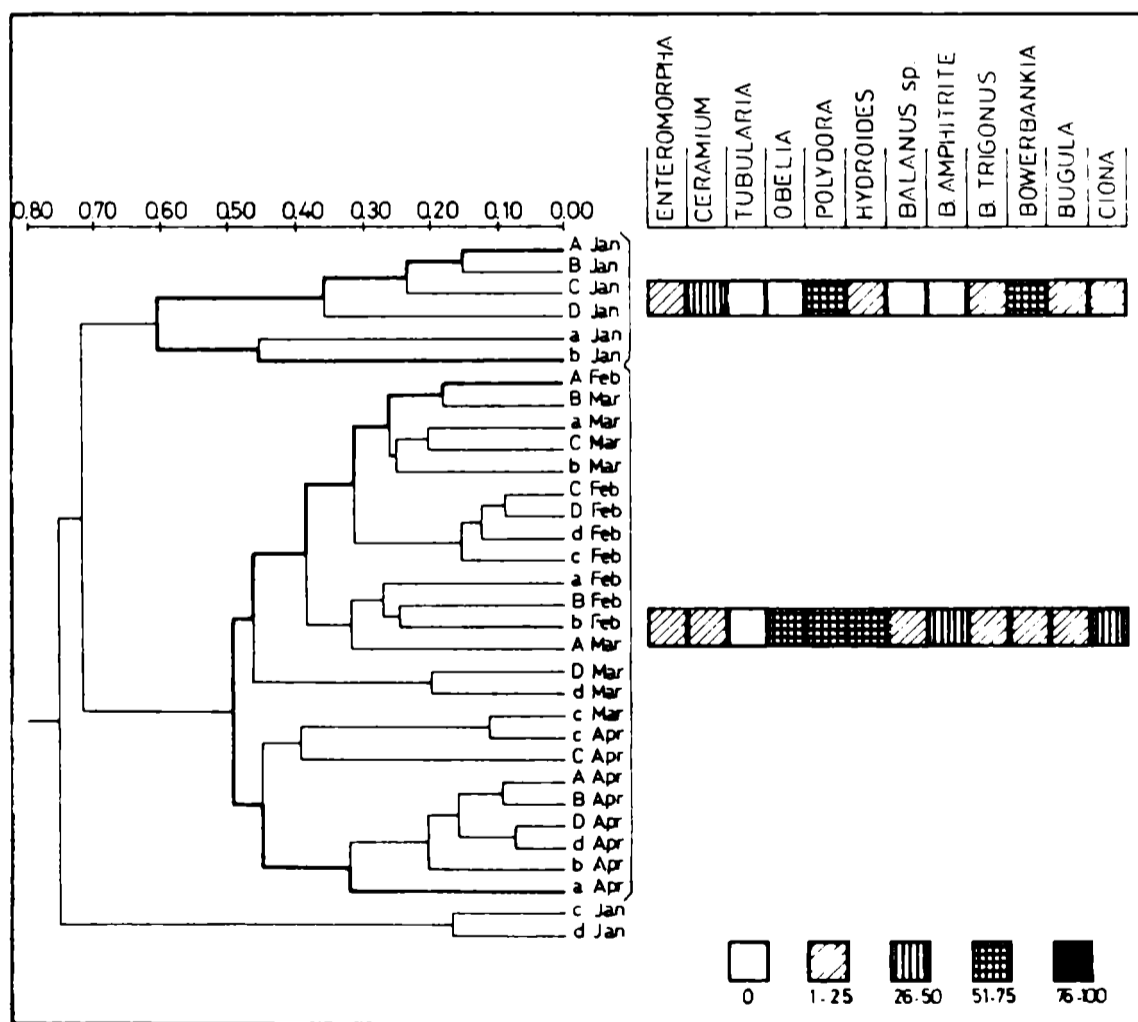 ENTEROMORPHA
CERAMIUM
TUBULARIA
OBELIA
POLYDORA
HYDROIDES
BALANUS sp.
B. AMPHITRITE
B. TRIGONUS
BOWERBANKIA
BUGULA
CIONA
0.80 0.70 0.60 0.50 0.40 0.30 0.20 0.10 0.00
A Jan
B Jan
C Jan
D Jan
a Jan
b Jan
A Feb
B Mar
a Mar
C Mar
b Mar
C Feb
D Feb
d Feb
c Feb
a Feb
B Feb
b Feb
A Mar
D Mar
d Mar
c Mar
c Apr
C Apr
A Apr
B Apr
D Apr
d Apr
b Apr
a Apr
c Jan
d Jan
0 1-25 26-50 51-75 76-100